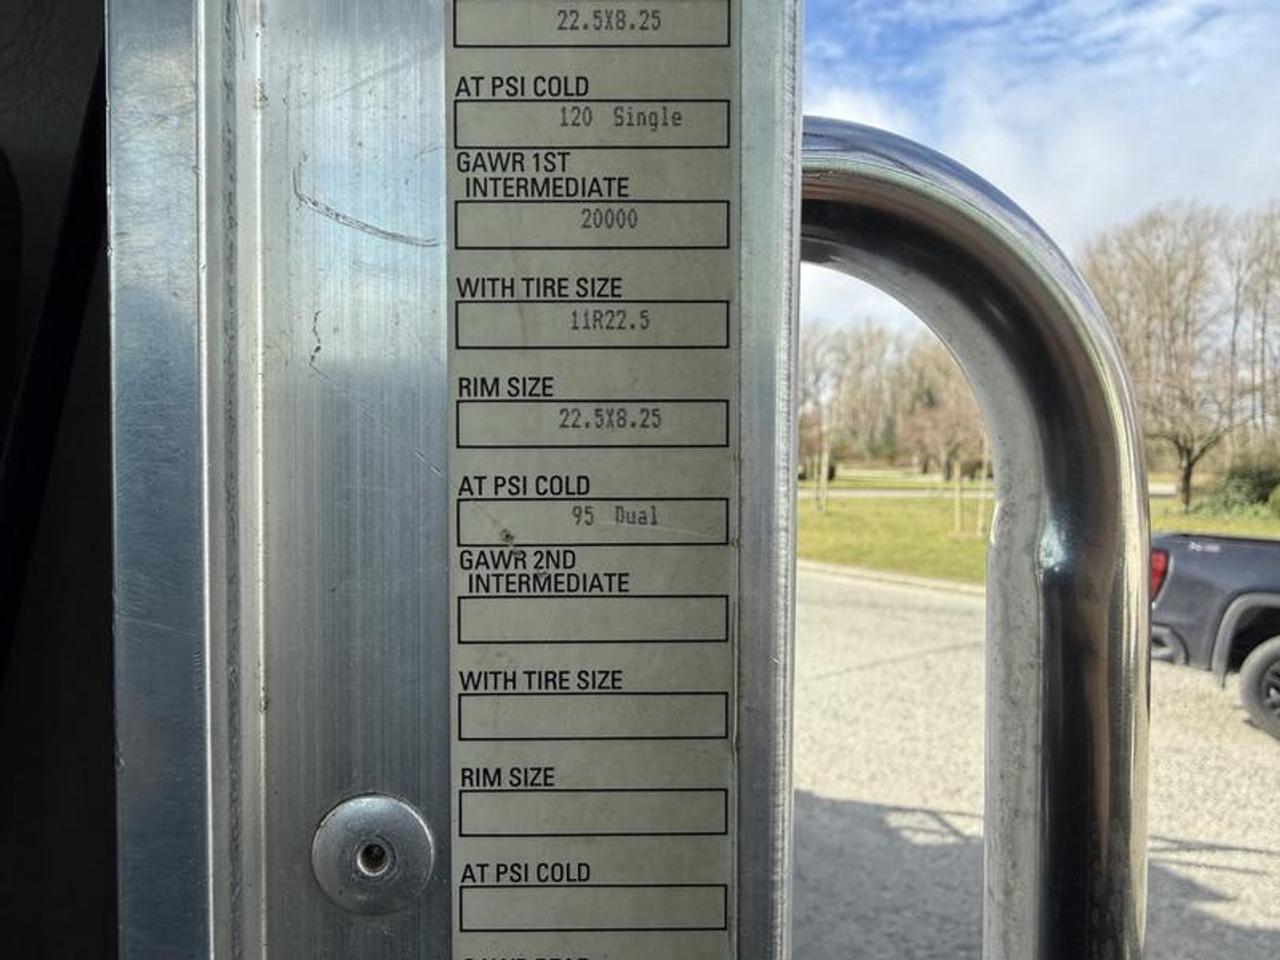 22.5X8.25
AT PSI COLD
120 Single
GAWR 1ST
INTERMEDIATE
20000
WITH TIRE SIZE
11R22.5
RIM SIZE
22.5X8.25
AT PSI COLD
95 Dual
GAWR 2ND
INTERMEDIATE
WITH TIRE SIZE
RIM SIZE
AT PSI COLD